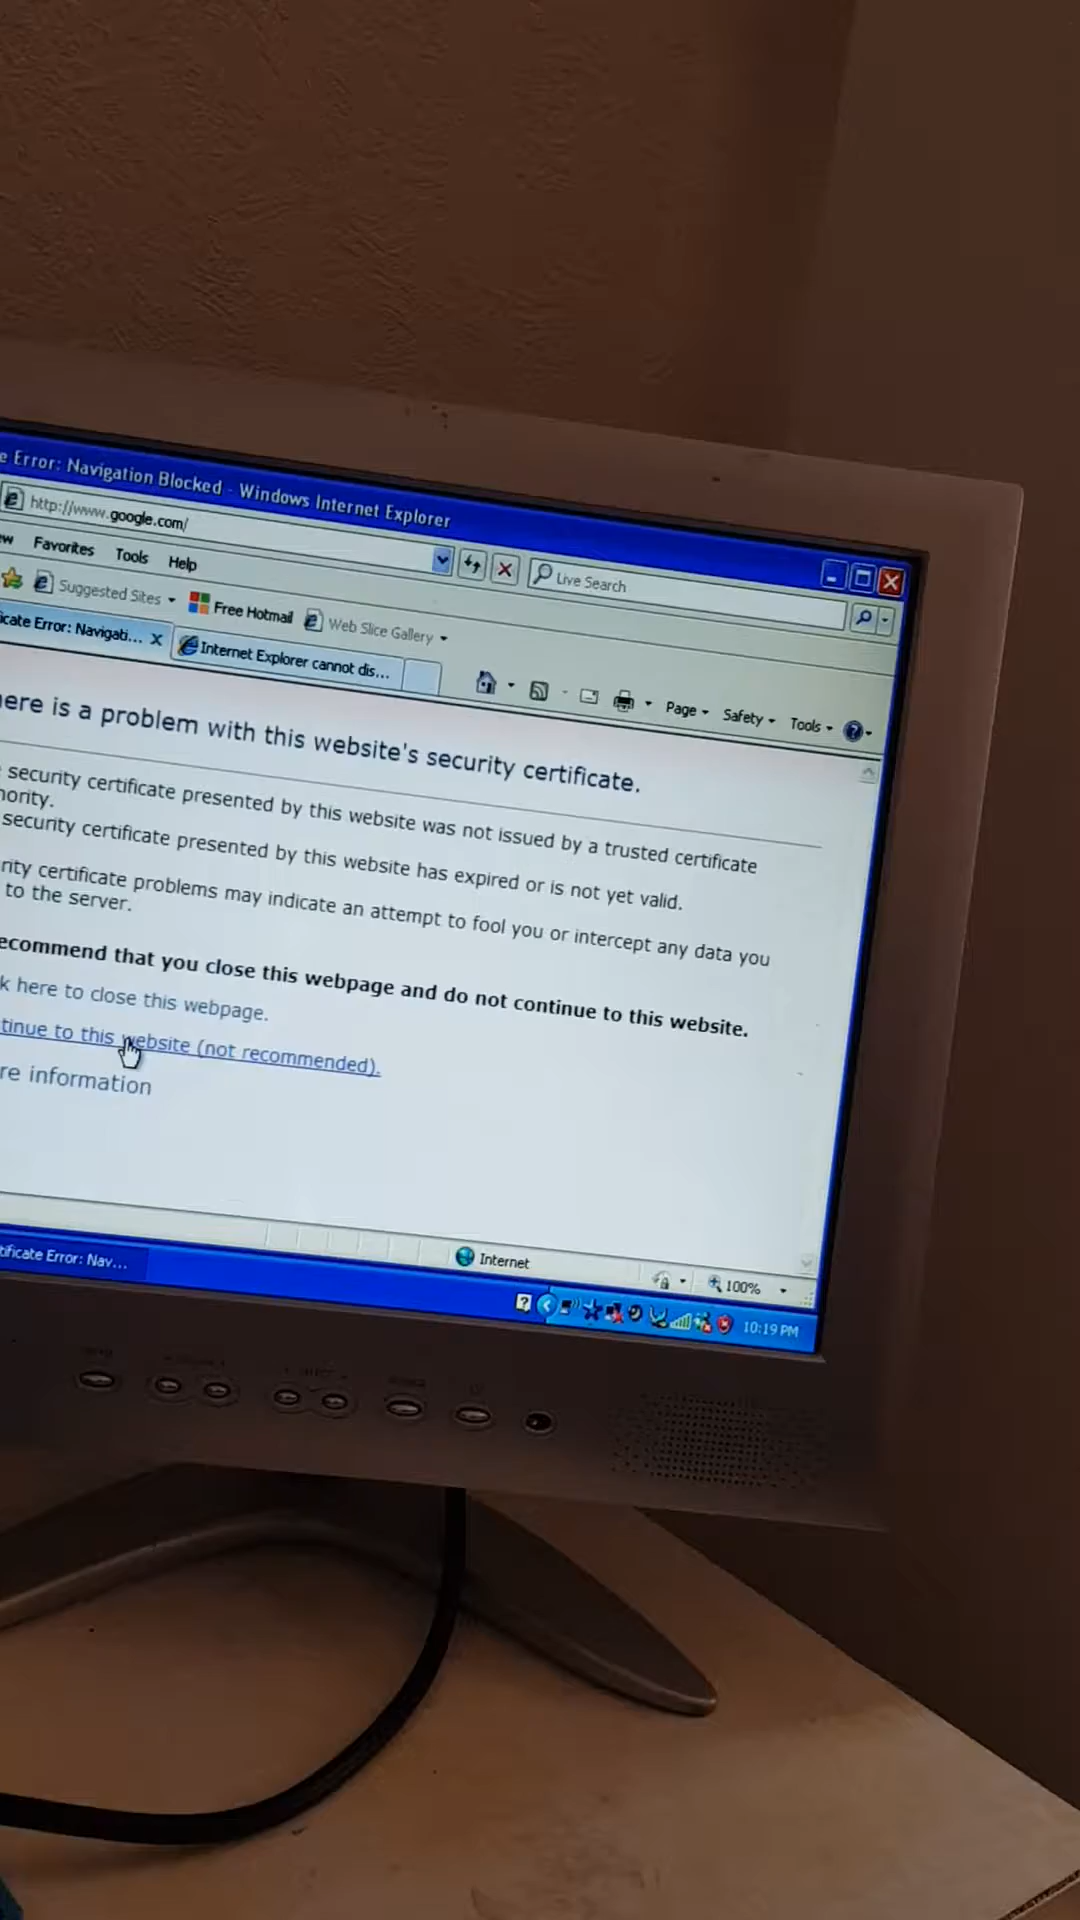 e Error: Navigation Blocked - Windows Internet Explorer
http://www.google.com/
Live Search
ew Favorites Tools Help
Suggested Sites Free Hotmail Web Slice Gallery
icate Error: Navigati... Internet Explorer cannot dis...
Page Safety Tools
here is a problem with this website's security certificate.
security certificate presented by this website was not issued by a trusted certificate
hority.
security certificate presented by this website has expired or is not yet valid.
rity certificate problems may indicate an attempt to fool you or intercept any data you
to the server.
ecommend that you close this webpage and do not continue to this website.
k here to close this webpage.
tinue to this website (not recommended).
re information
Internet
100%
tificate Error: Nav...
10:19 PM